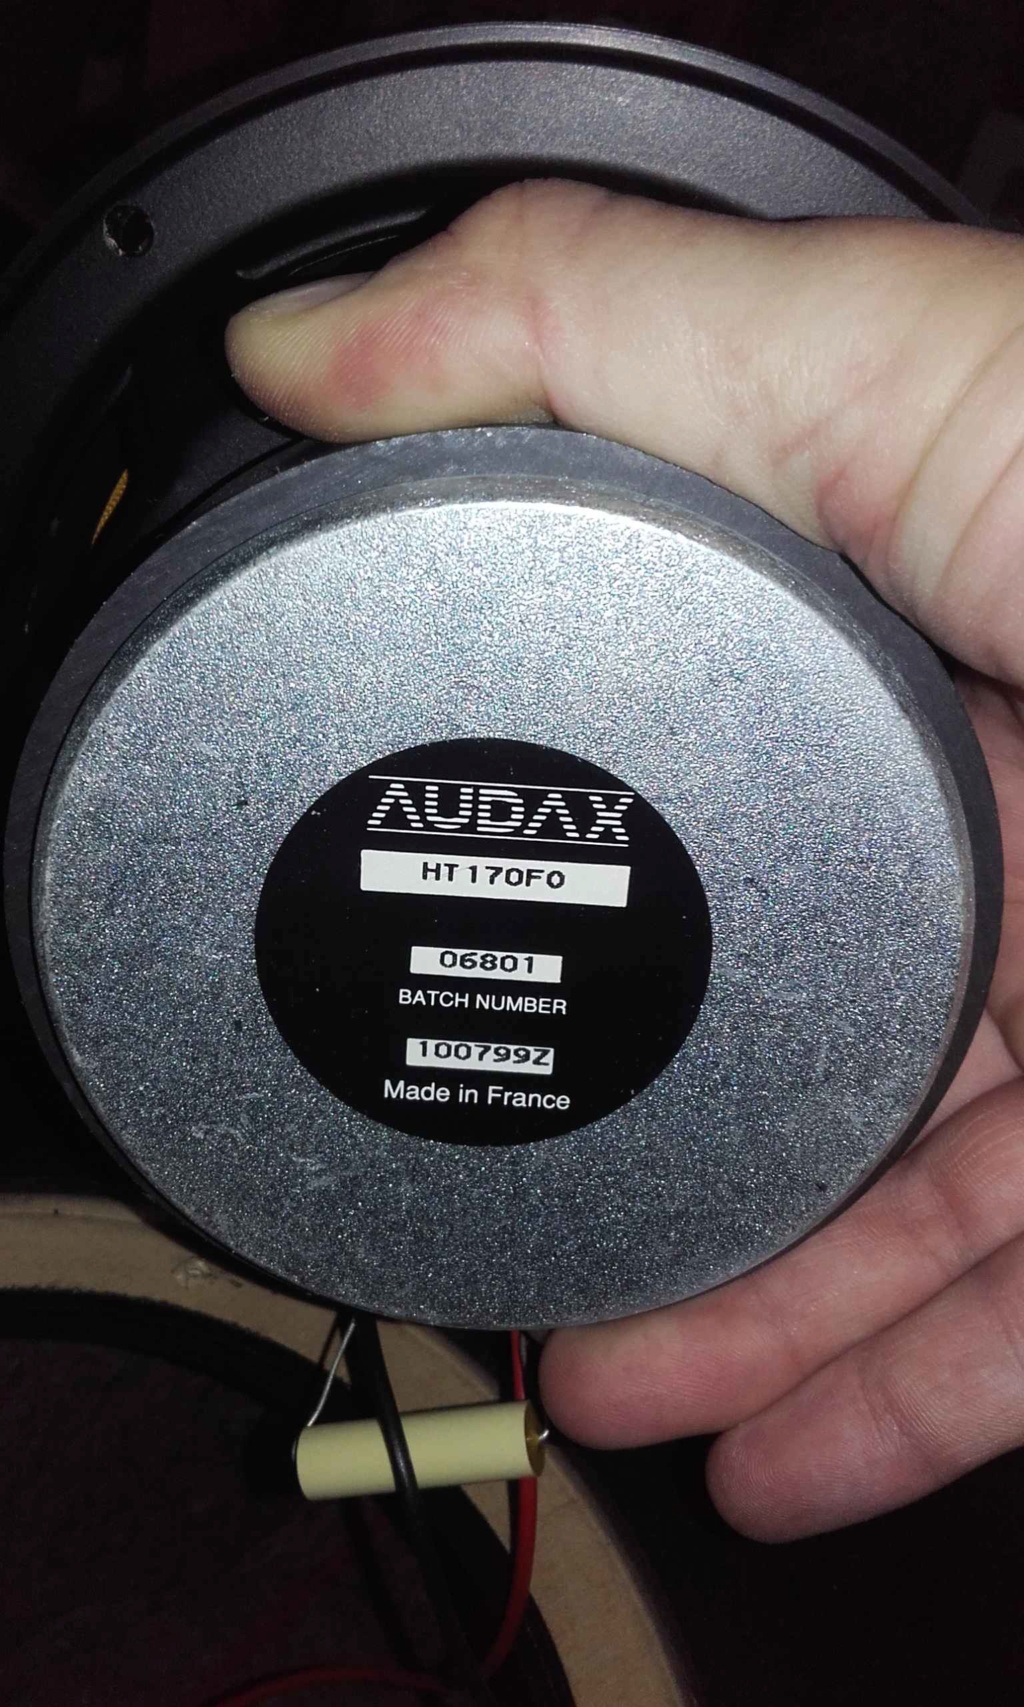 AUDAX
HT170F0
06801
BATCH NUMBER
100799Z
Made in France